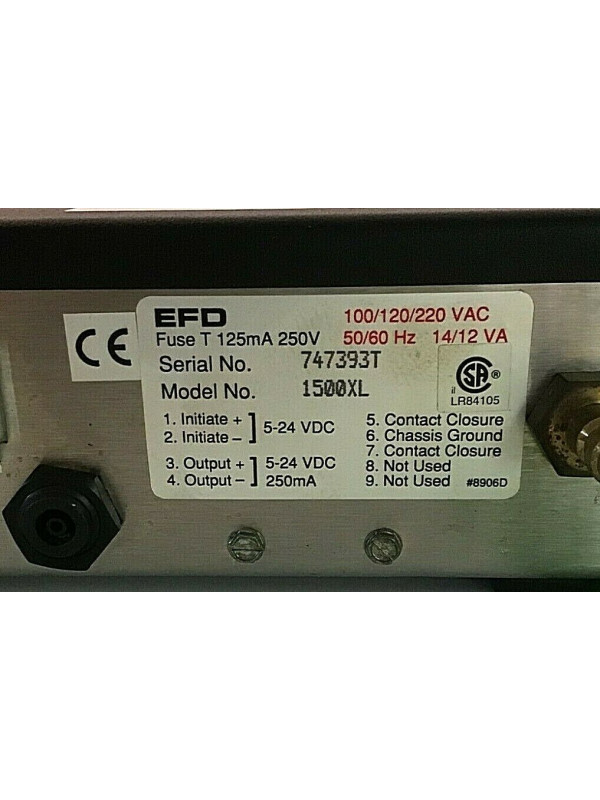 CE
EFD 100/120/220 VAC
Fuse T 125mA 250V 50/60 Hz 14/12 VA
Serial No. 747393T
Model No. 1500XL
SA ®
LR84105
1. Initiate + 5-24 VDC
2. Initiate –
3. Output + 5-24 VDC
4. Output – 250mA
5. Contact Closure
6. Chassis Ground
7. Contact Closure
8. Not Used
9. Not Used #8906D